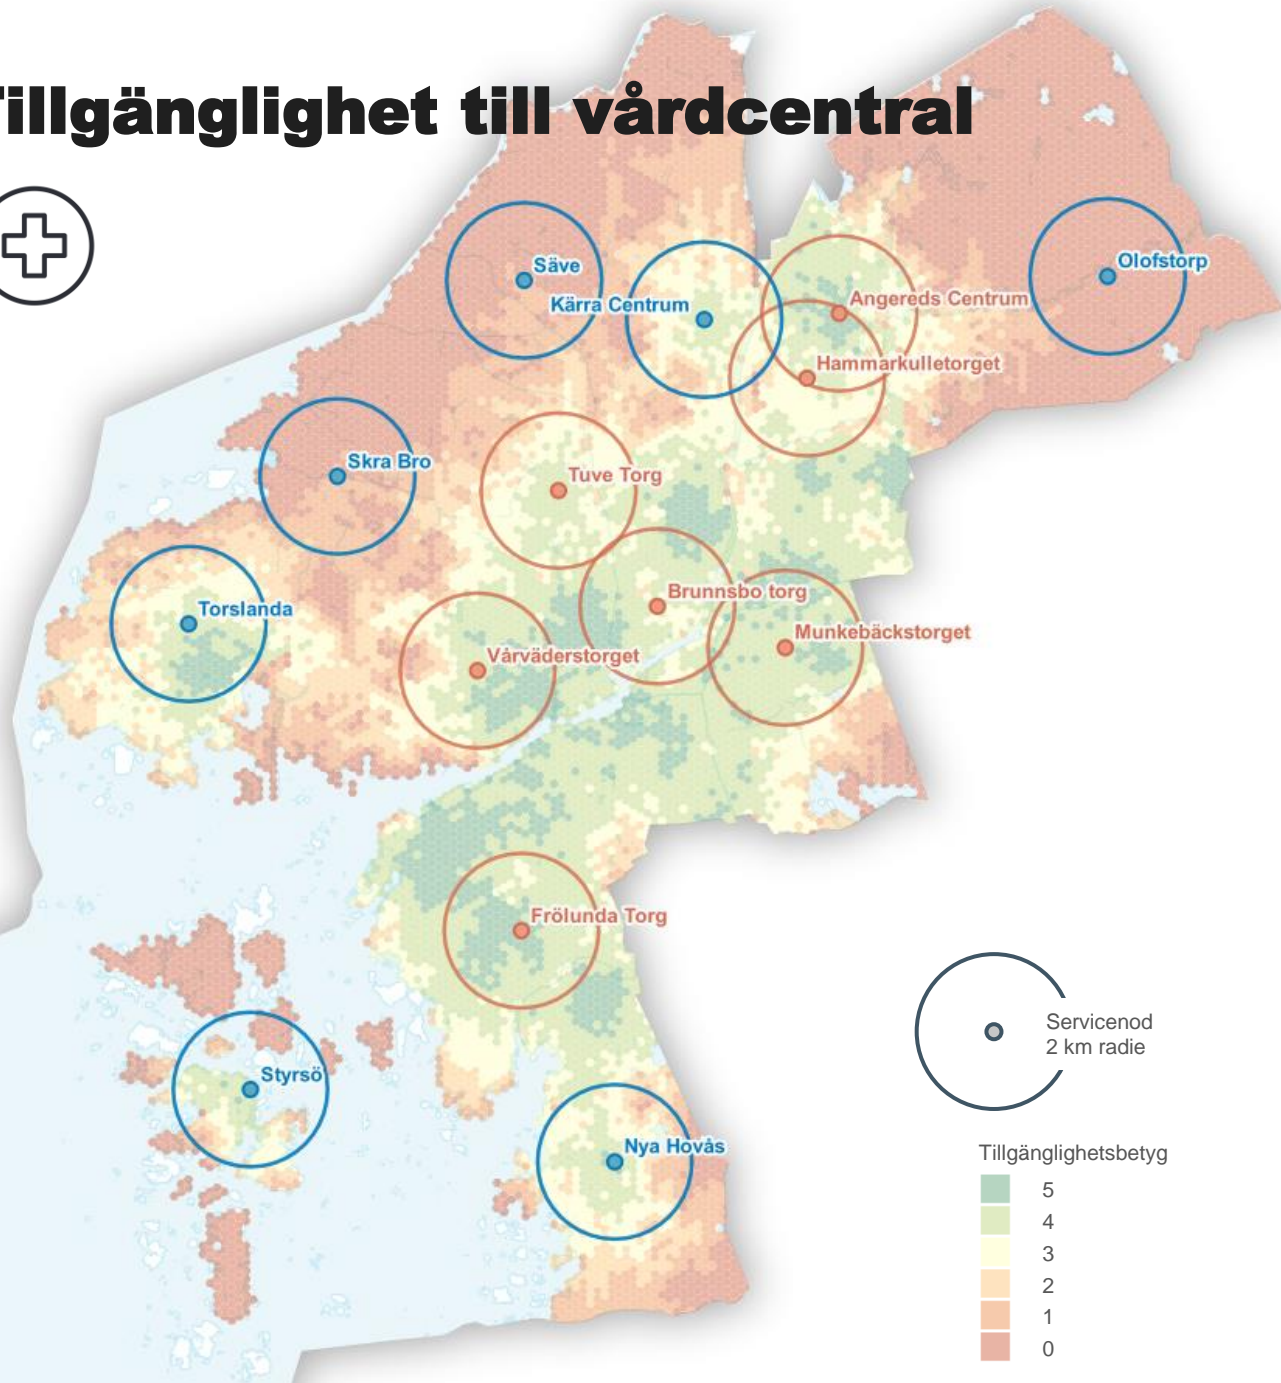 Tillgänglighet till vårdcentral
Säve
Olofstorp
Kärra Centrum
Angereds Centrum
Hammarkulletorget
Skra Bro
Tuve Torg
Brunnsbo torg
Torslanda
Munkebäckstorget
Vårväderstorget
Frölunda Torg
Styrsö
Nya Hovås
Servicenod
2 km radie
Tillgänglighetsbetyg
5
4
3
2
1
0